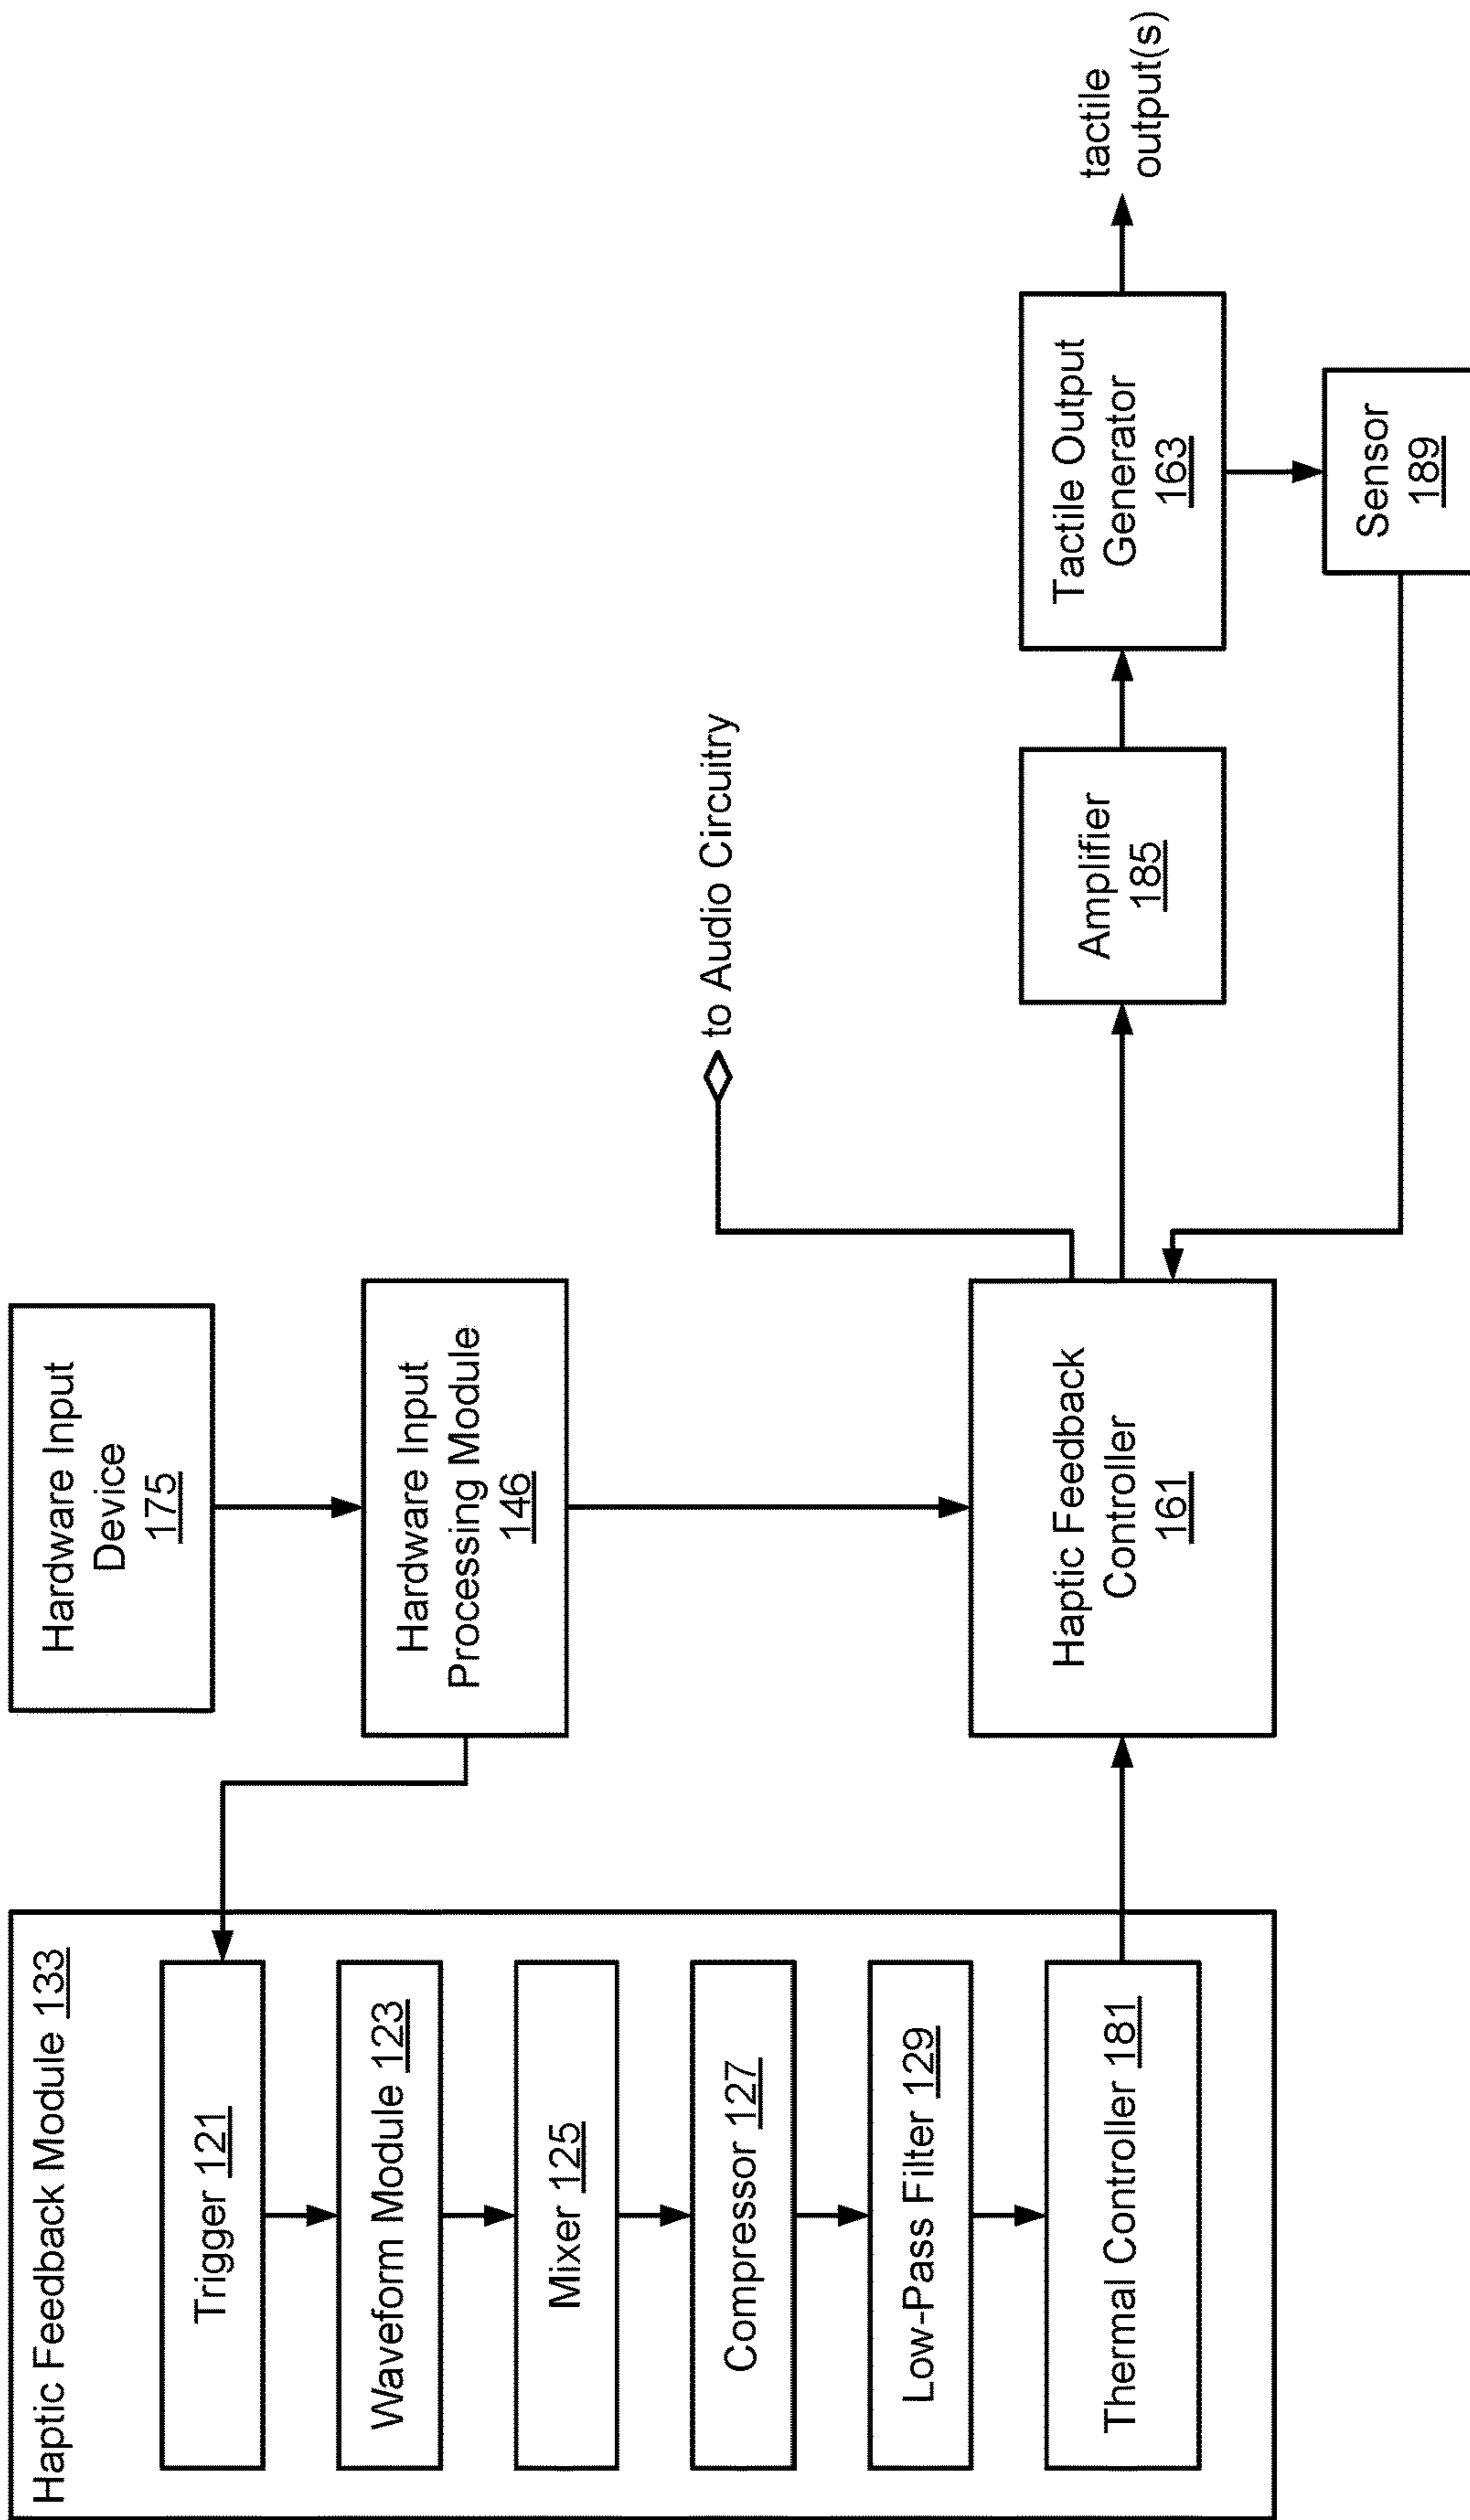 Haptic Feedback Module 133
Trigger 121
Waveform Module 123
Mixer 125
Compressor 127
Low-Pass Filter 129
Thermal Controller 181
Hardware Input
Device
175
Hardware Input
Processing Module
146
Haptic Feedback
Controller
161
to Audio Circuitry
Amplifier
185
Tactile Output
Generator
163
Sensor
189
tactile
output(s)